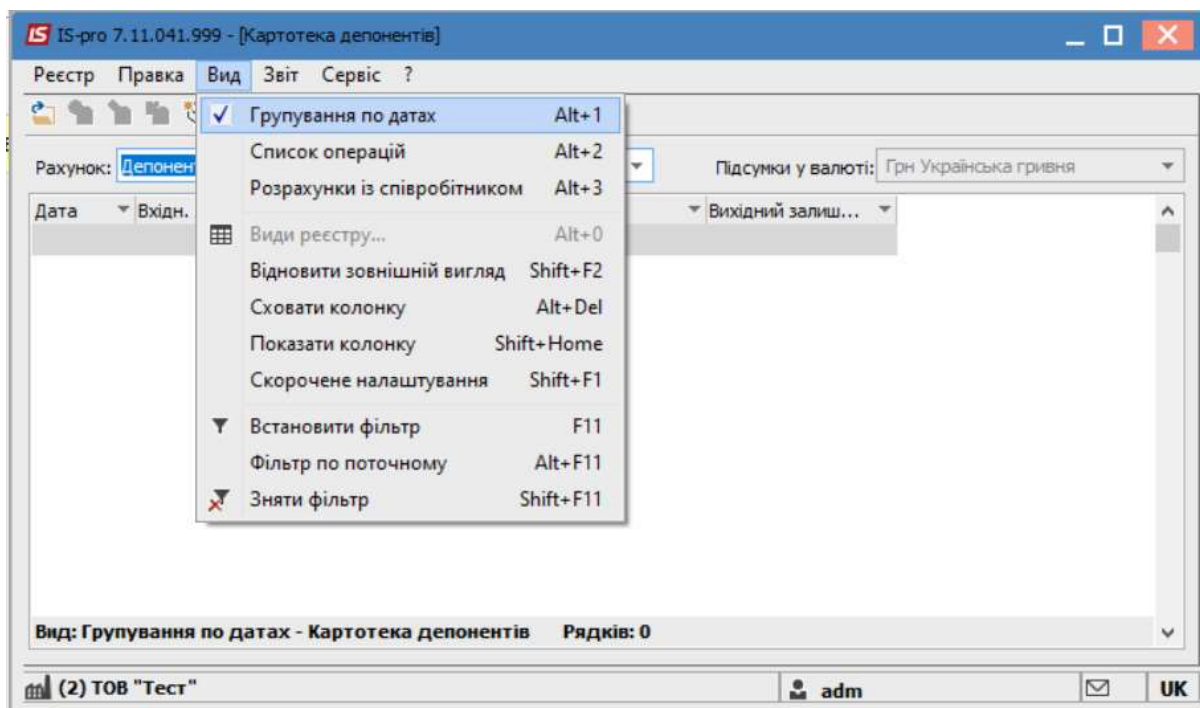 IS IS-pro 7.11.041.999 - [Картотека депонентів]
Реєстр Правка Вид Звіт Сервіс ?
Групування по датах Alt+1
Список операцій Alt+2
Рахунок: Підсумки у валюті: Грн Українська гривня
Розрахунки із співробітником Alt+3
Дата Вхідн. Вихідний залиш...
Види реєстру... Alt+0
Відновити зовнішній вигляд Shift+F2
Сховати колонку Alt+Del
Показати колонку Shift+Home
Скорочене налаштування Shift+F1
Встановити фільтр F11
Фільтр по поточному Alt+F11
Зняти фільтр Shift+F11
Вид: Групування по датах - Картотека депонентів Рядків: 0
(2) ТОВ "Тест" adm UK